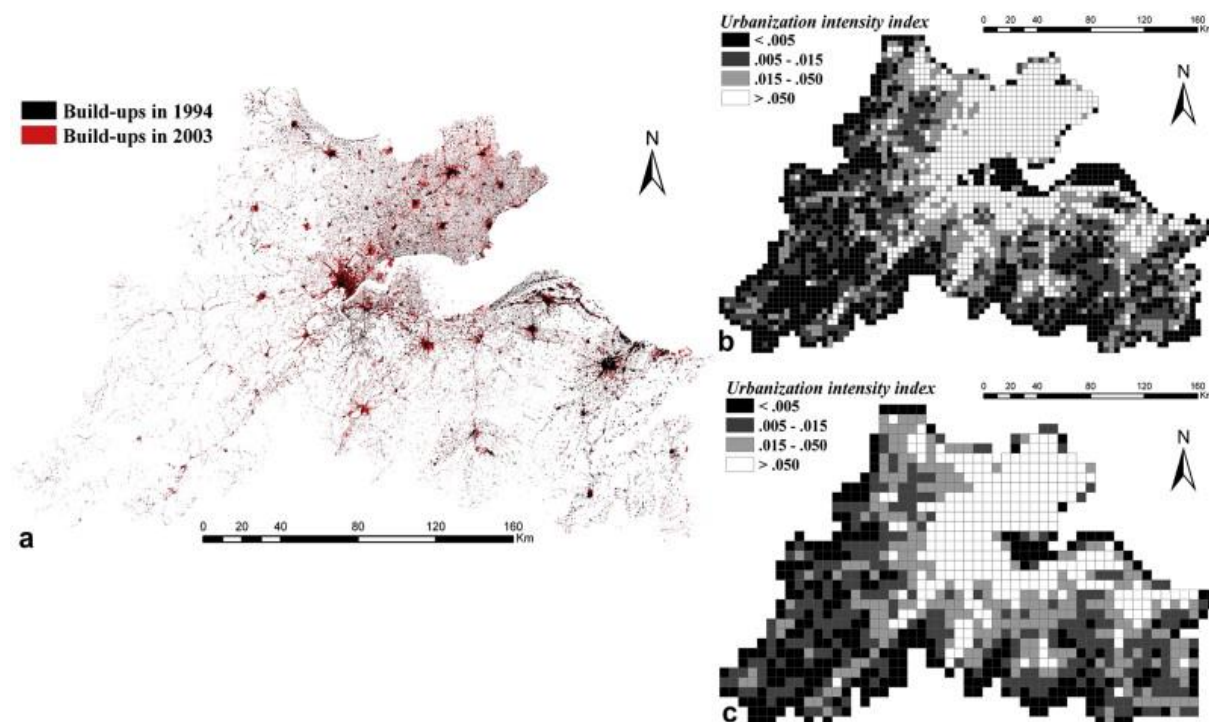 Build-ups in 1994
Build-ups in 2003
N
0 20 40 80 120 160
Km
a
Urbanization intensity index
< .005
.005 - .015
.015 - .050
> .050
0 20 40 80 120 160
Km
N
b
Urbanization intensity index
< .005
.005 - .015
.015 - .050
> .050
0 20 40 80 120 160
Km
N
c